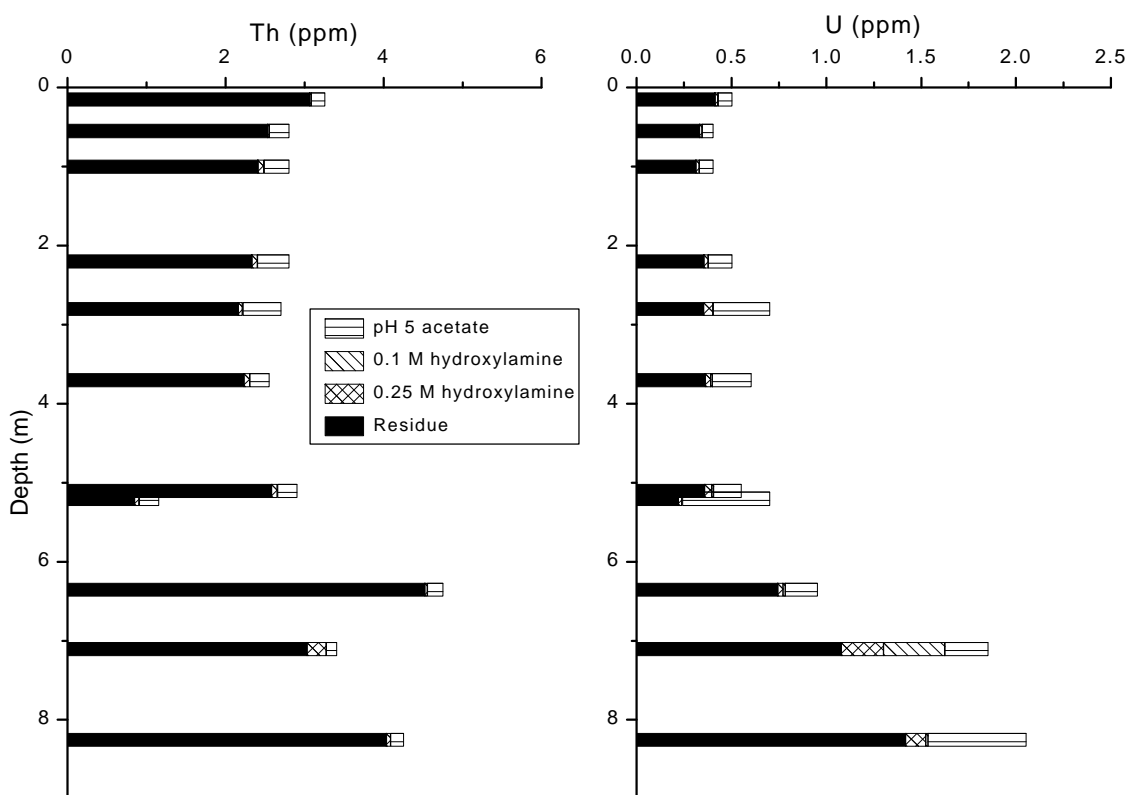 Th (ppm)
0 2 4 6
U (ppm)
0.0 0.5 1.0 1.5 2.0 2.5
Depth (m)
0
2
4
6
8
pH 5 acetate
0.1 M hydroxylamine
0.25 M hydroxylamine
Residue
0
2
4
6
8